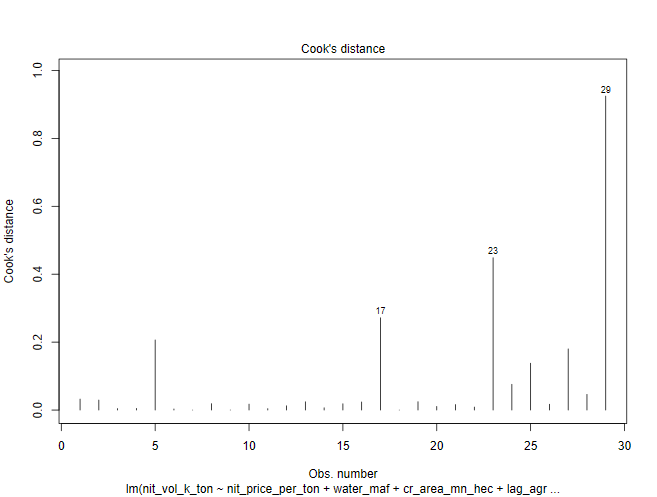 Cook's distance
Cook's distance
1.0
0.8
0.6
0.4
0.2
0.0
29
23
17
0 5 10 15 20 25 30
Obs. number
lm(nit_vol_k_ton ~ nit_price_per_ton + water_maf + cr_area_mn_hec + lag_agr ...